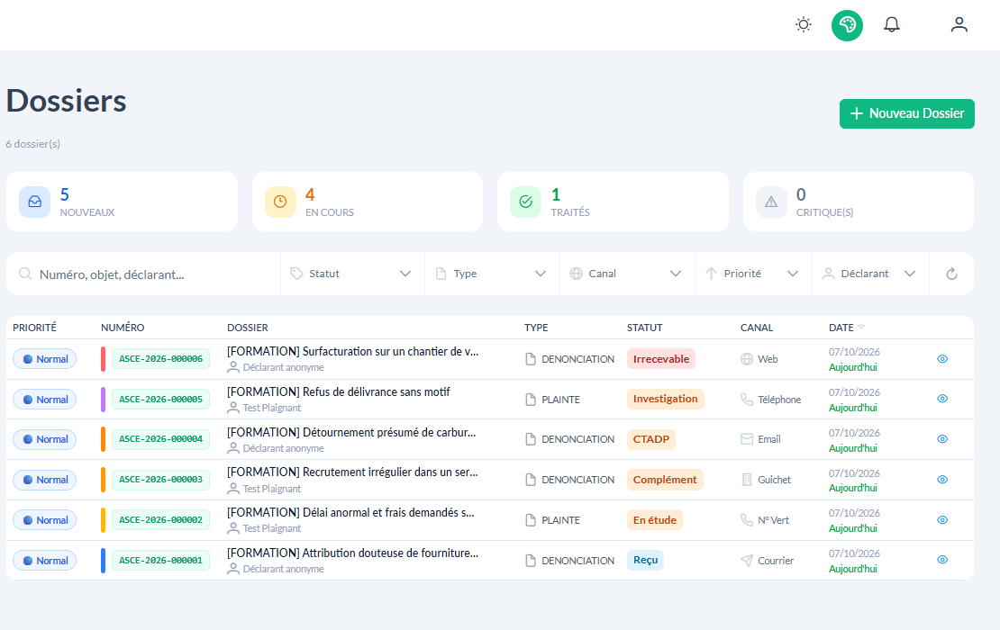 Dossiers
Nouveau Dossier
6 dossier(s)
5
NOUVEAUX
4
EN COURS
1
TRAITÉS
0
CRITIQUE(S)
Numéro, objet, déclarant...
Statut
Type
Canal
Priorité
Déclarant
PRIORITÉ NUMÉRO DOSSIER TYPE STATUT CANAL DATE
Normal ASCE-2026-000006 [FORMATION] Surfacturation sur un chantier de v... DENONCIATION Irrecevable Web 07/10/2026
Déclarant anonyme Aujourd'hui
Normal ASCE-2026-000005 [FORMATION] Refus de délivrance sans motif PLAINTE Investigation Téléphone 07/10/2026
Test Plaignant Aujourd'hui
Normal ASCE-2026-000004 [FORMATION] Détournement présumé de carbur... DENONCIATION CTADP Email 07/10/2026
Déclarant anonyme Aujourd'hui
Normal ASCE-2026-000003 [FORMATION] Recrutement irrégulier dans un ser... DENONCIATION Complément Guichet 07/10/2026
Test Plaignant Aujourd'hui
Normal ASCE-2026-000002 [FORMATION] Délai anormal et frais demandés s... PLAINTE En étude N° Vert 07/10/2026
Test Plaignant Aujourd'hui
Normal ASCE-2026-000001 [FORMATION] Attribution douteuse de fourniture... DENONCIATION Reçu Courrier 07/10/2026
Déclarant anonyme Aujourd'hui